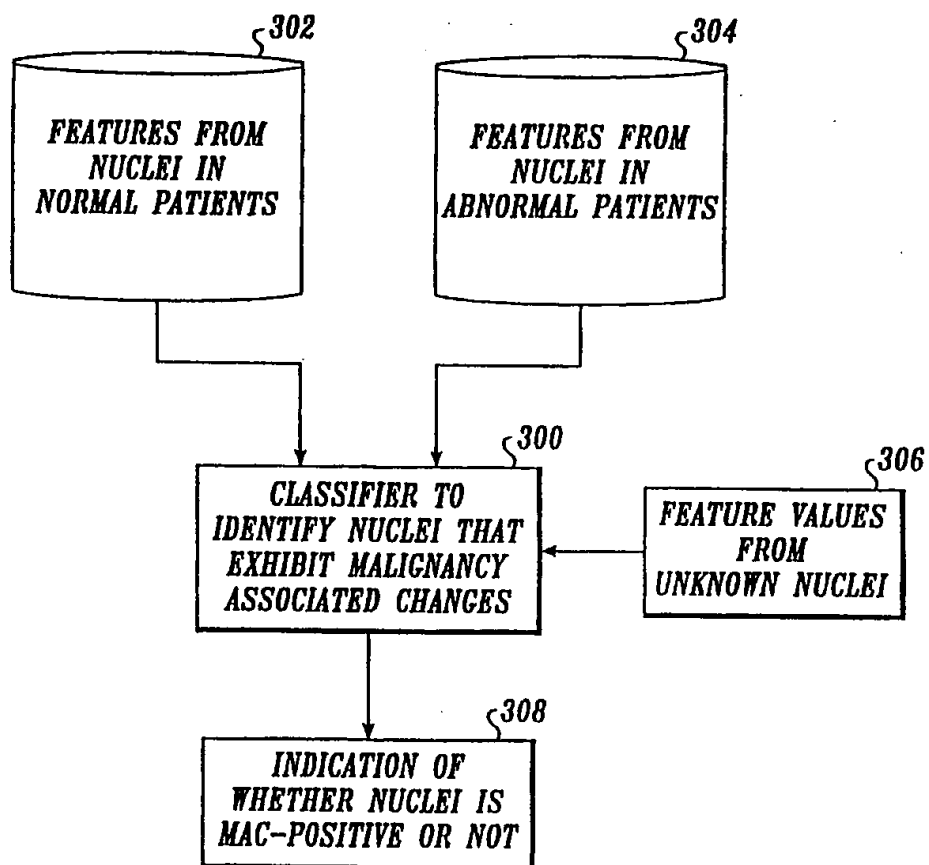 302
FEATURES FROM
NUCLEI IN
NORMAL PATIENTS
304
FEATURES FROM
NUCLEI IN
ABNORMAL PATIENTS
300
CLASSIFIER TO
IDENTIFY NUCLEI THAT
EXHIBIT MALIGNANCY
ASSOCIATED CHANGES
306
FEATURE VALUES
FROM
UNKNOWN NUCLEI
308
INDICATION OF
WHETHER NUCLEI IS
MAC-POSITIVE OR NOT